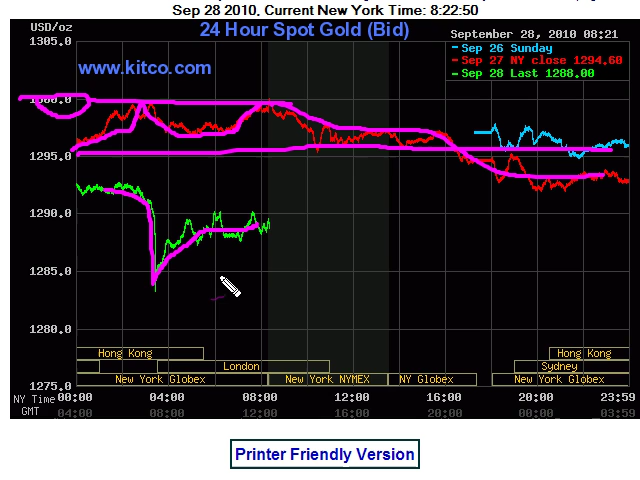 Sep 28 2010, Current New York Time: 8:22:50
USD/oz
24 Hour Spot Gold (Bid)
September 28, 2010 08:21
1305.0
www.kitco.com
Sep 26 Sunday
Sep 27 NY close 1294.60
Sep 28 Last 1288.00
1295.0
1290.0
1285.0
1280.0
1275.0
Hong Kong
Hong Kong
London
Sydney
New York Globex
New York NYMEX
NY Globex
New York Globex
NY Time 00:00 04:00 08:00 12:00 16:00 20:00 23:59
GMT 04:00 08:00 12:00 16:00 20:00 00:00 03:59
Printer Friendly Version